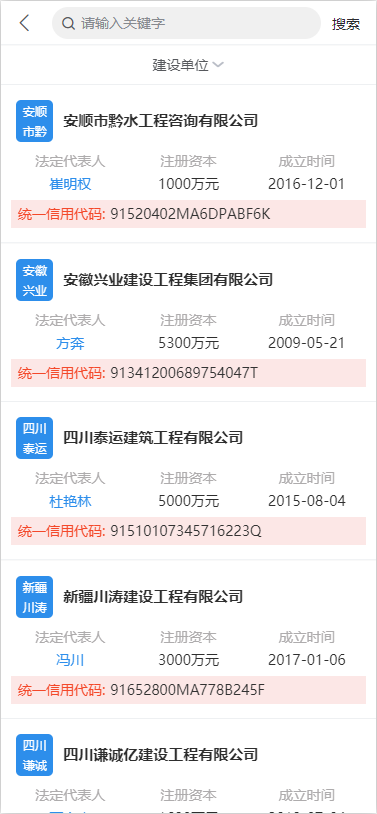 请输入关键字
搜索
建设单位
安顺
市黔
安顺市黔水工程咨询有限公司
法定代表人 注册资本 成立时间
崔明权 1000万元 2016-12-01
统一信用代码: 91520402MA6DPABF6K
安徽
兴业
安徽兴业建设工程集团有限公司
法定代表人 注册资本 成立时间
方奔 5300万元 2009-05-21
统一信用代码: 91341200689754047T
四川
泰运
四川泰运建筑工程有限公司
法定代表人 注册资本 成立时间
杜艳林 5000万元 2015-08-04
统一信用代码: 91510107345716223Q
新疆
川涛
新疆川涛建设工程有限公司
法定代表人 注册资本 成立时间
冯川 3000万元 2017-01-06
统一信用代码: 91652800MA778B245F
四川
谦诚
四川谦诚亿建设工程有限公司
法定代表人 注册资本 成立时间